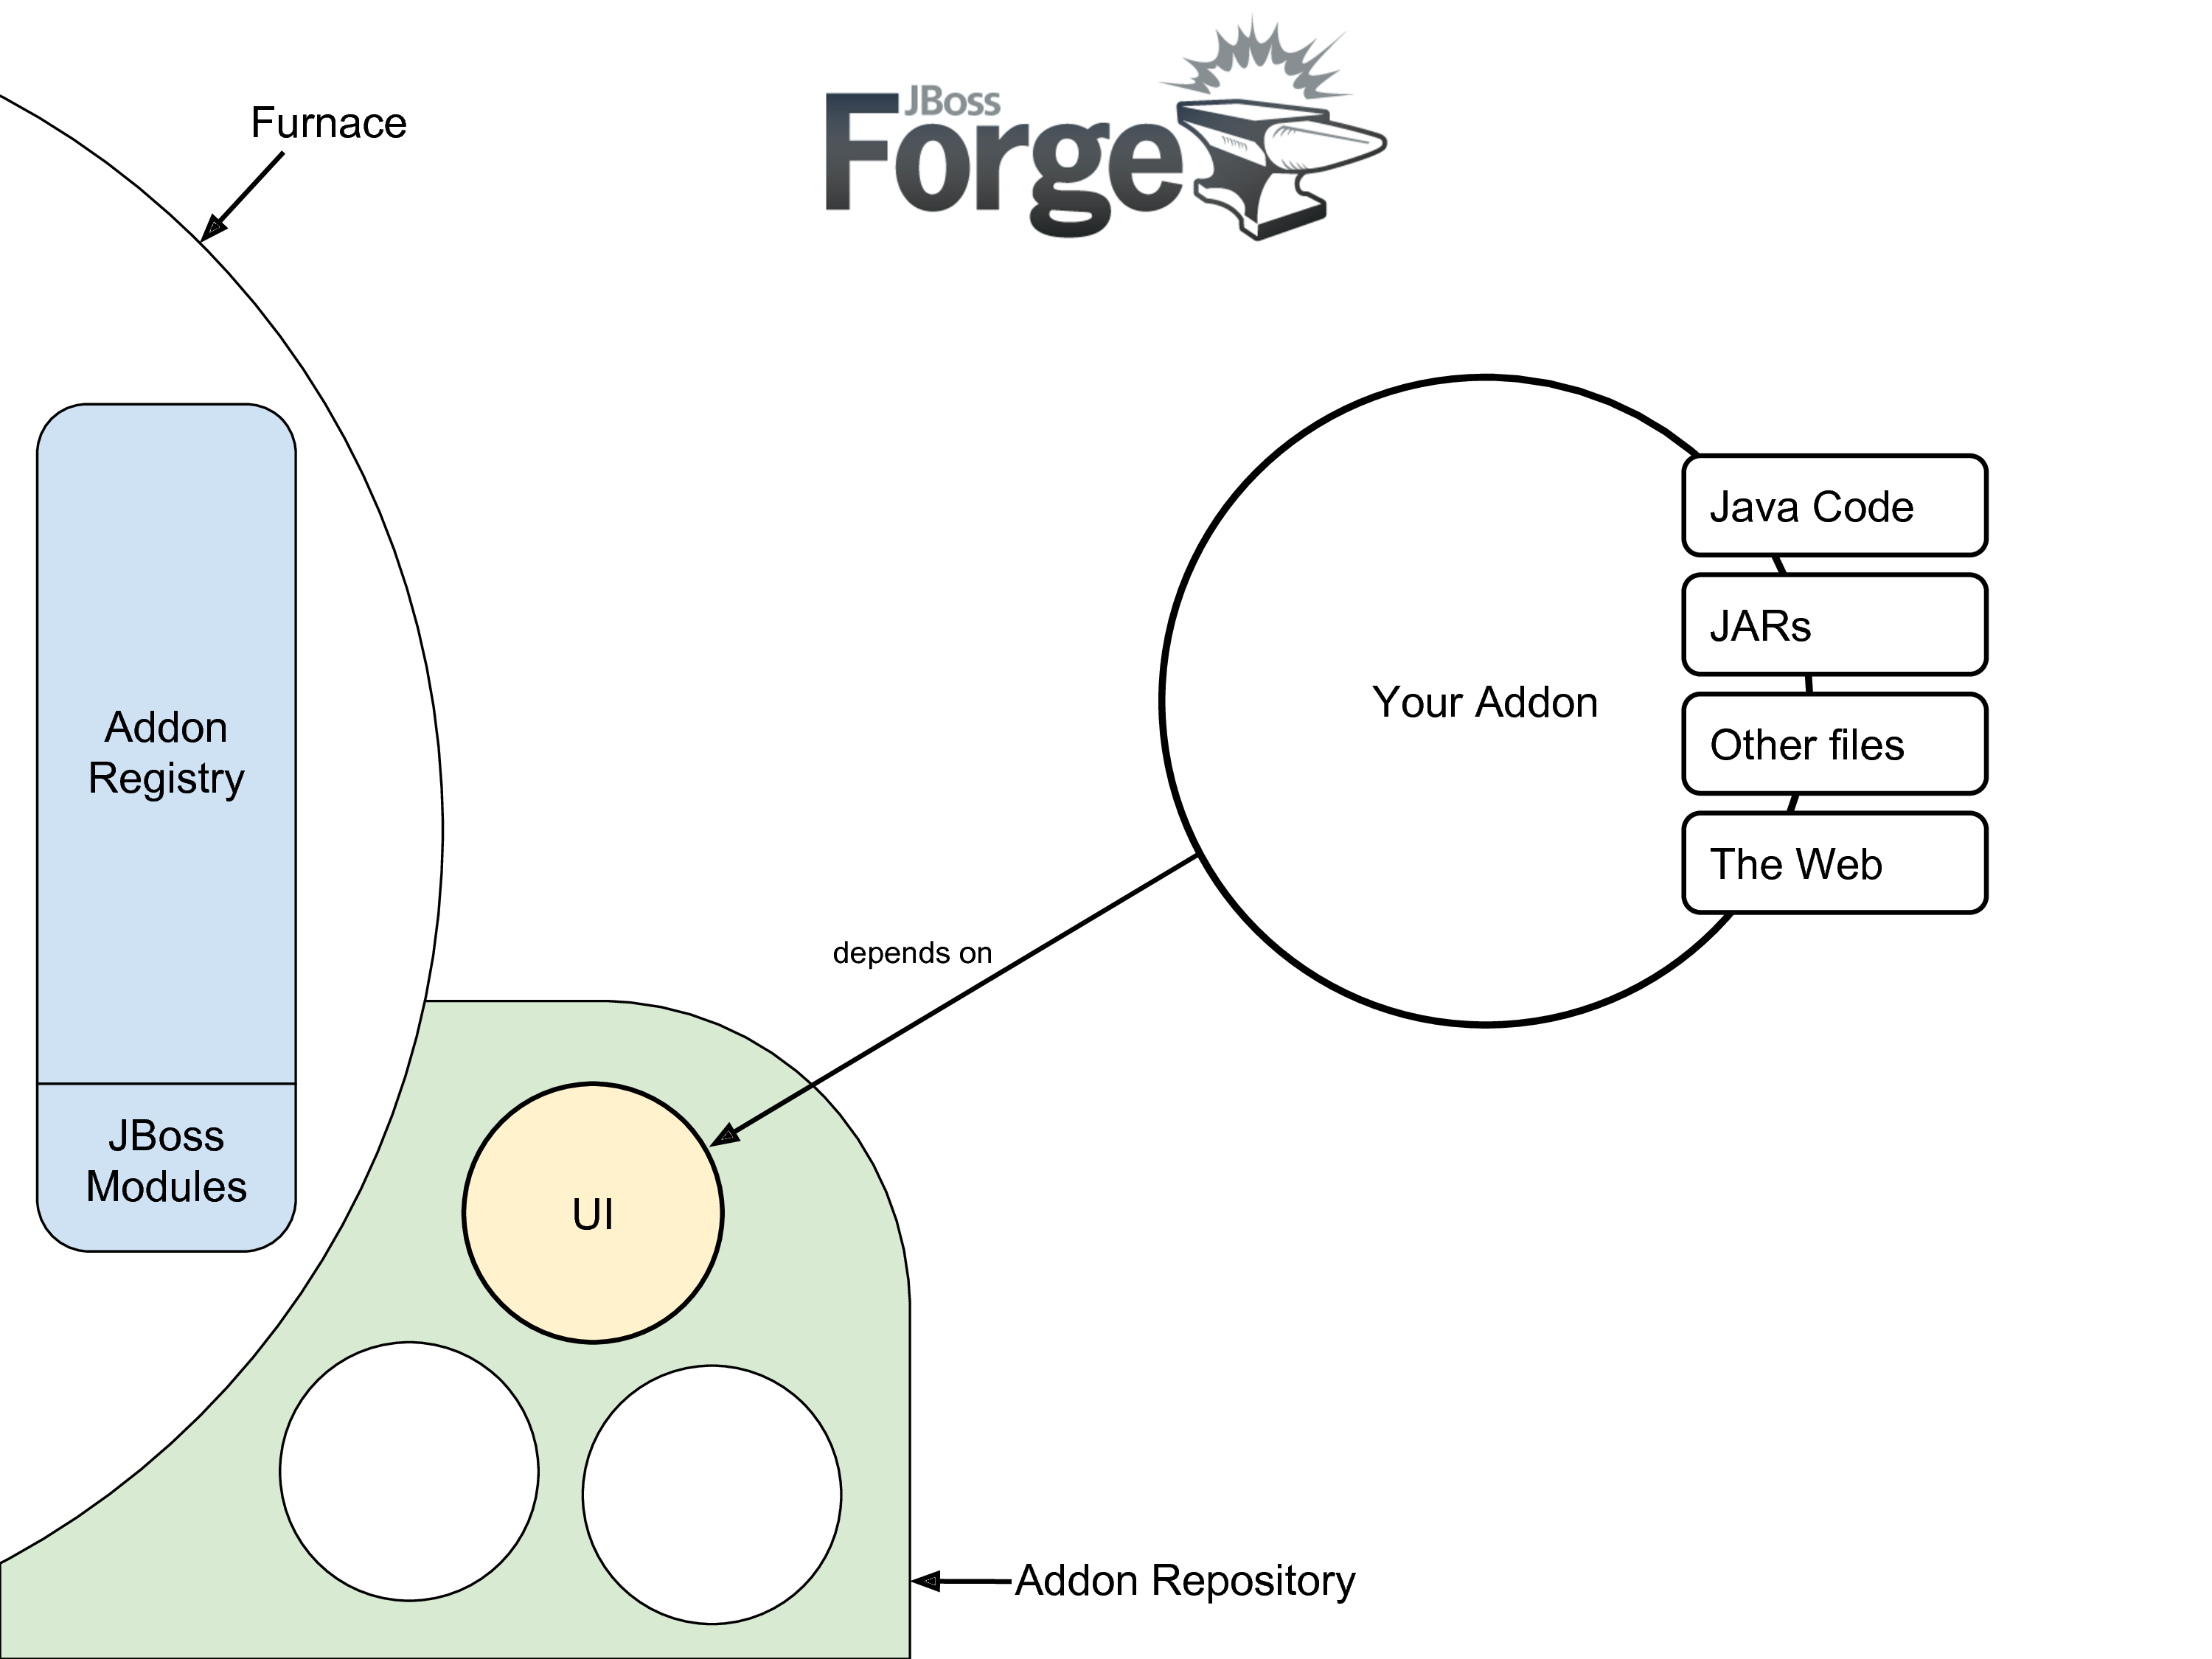 JBoss
Forge
Furnace
Java Code
JARs
Your Addon
Other files
The Web
Addon
Registry
depends on
JBoss
Modules
UI
Addon Repository